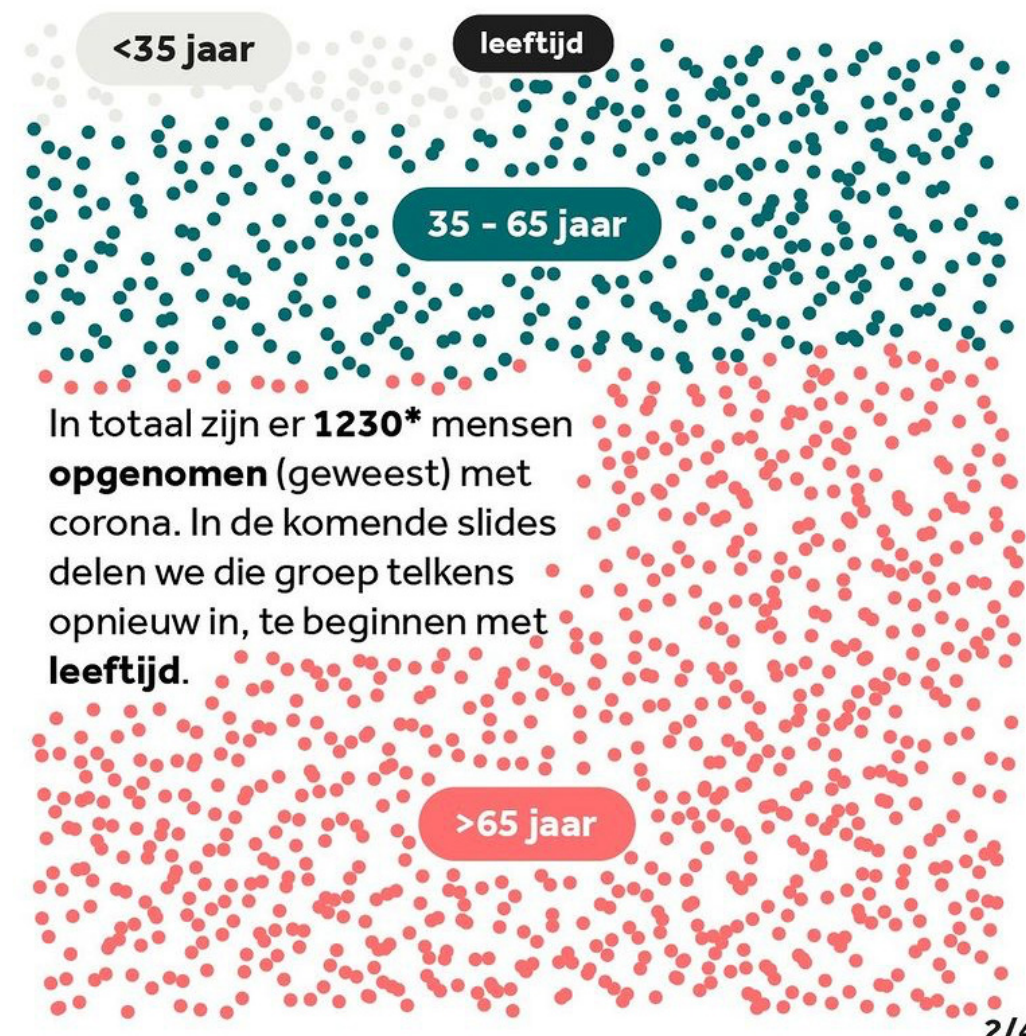 <35 jaar
leeftijd
35 - 65 jaar
In totaal zijn er 1230* mensen
opgenomen (geweest) met
corona. In de komende slides
delen we die groep telkens
opnieuw in, te beginnen met
leeftijd.
>65 jaar